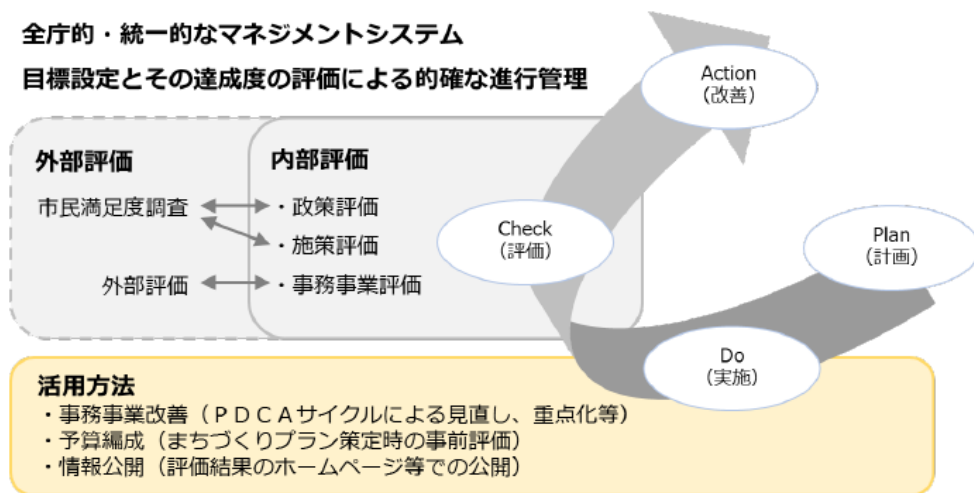 全庁的・統一的なマネジメントシステム
目標設定とその達成度の評価による的確な進行管理
外部評価
市民満足度調査
外部評価
内部評価
・政策評価
・施策評価
・事務事業評価
Action
(改善)
Check
(評価)
Plan
(計画)
Do
(実施)
活用方法
・事務事業改善（ＰＤＣＡサイクルによる見直し、重点化等）
・予算編成（まちづくりプラン策定時の事前評価）
・情報公開（評価結果のホームページ等での公開）